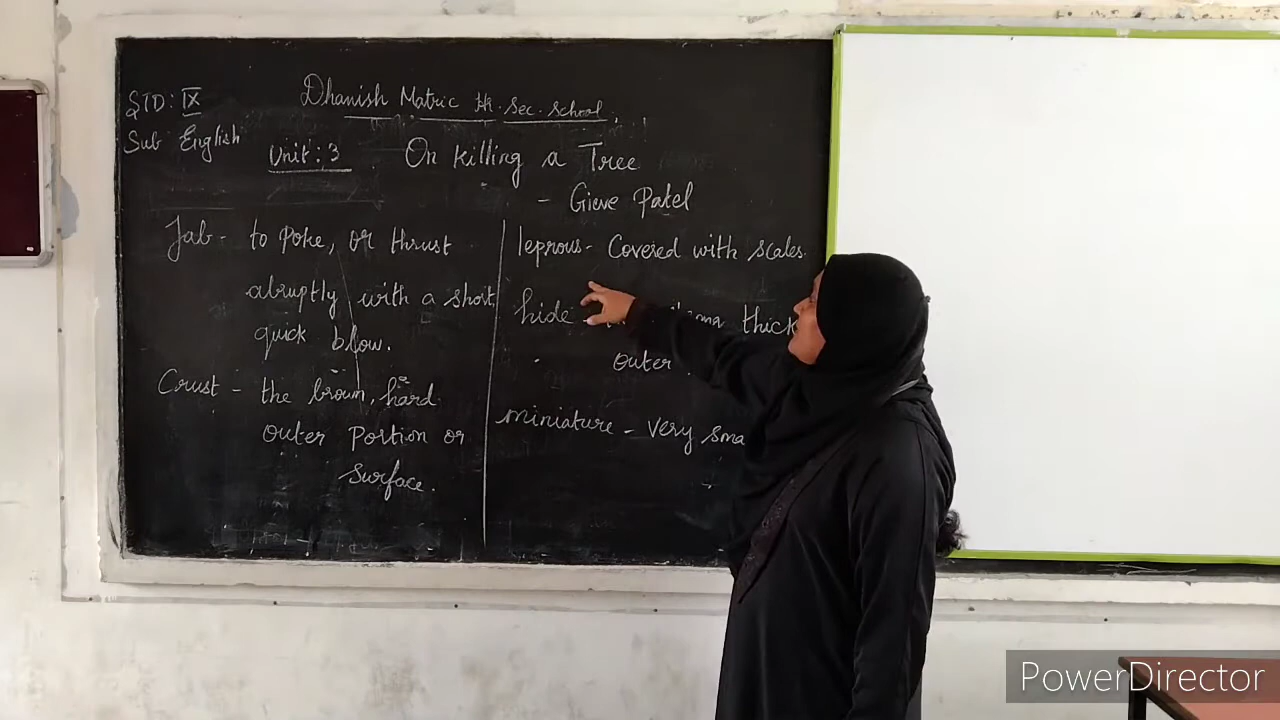 STD: IX
Dhanish Matric Hr. Sec. School.
Sub English
Unit: 3 On killing a Tree
- Gieve Patel
Jab - to poke, or thrust
abruptly with a short,
quick blow.
Crust - the brown, hard
outer portion or
surface.
leprous - Covered with scales.
hide - thick
outer
miniature - very sma
PowerDirector